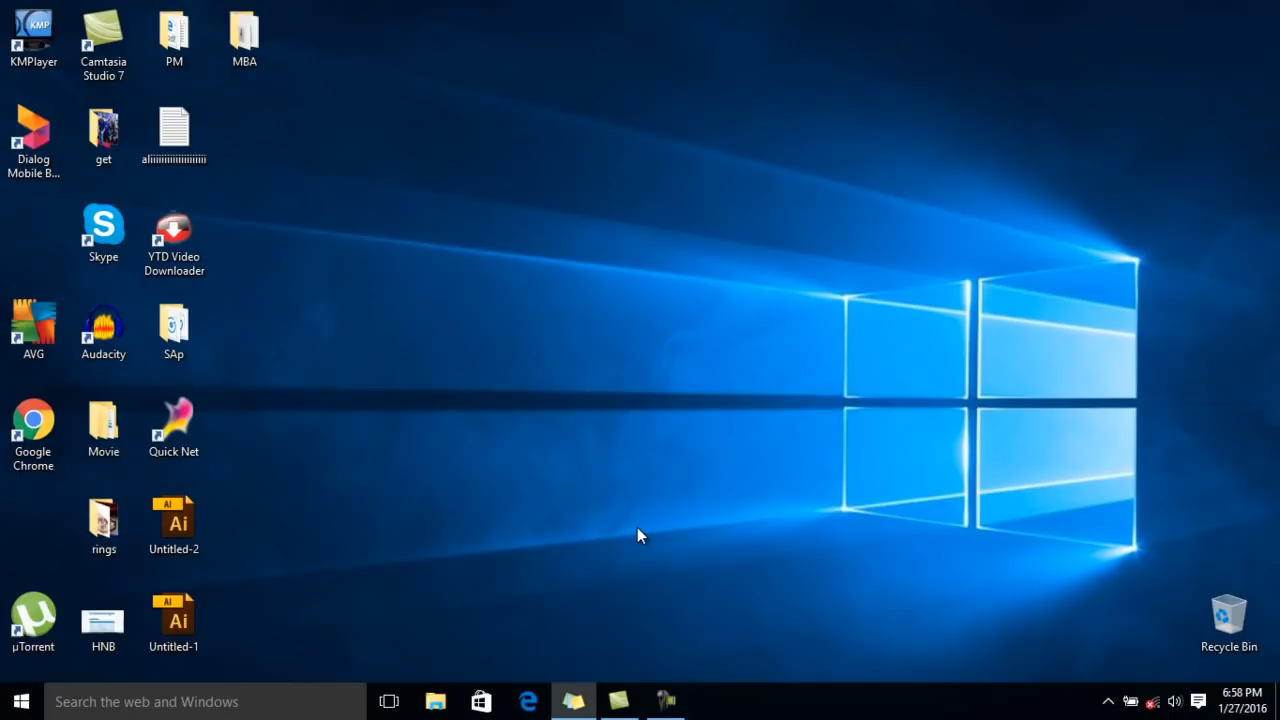 KMP
KMPlayer
Camtasia
Studio 7
PM
MBA
Dialog
Mobile B...
get
Skype
YTD Video
Downloader
AVG
Audacity
SAp
Google
Chrome
Movie
Quick Net
rings
Ai
Ai
Untitled-2
µTorrent
HNB
Ai
Ai
Untitled-1
Recycle Bin
Search the web and Windows
6:58 PM
1/27/2016